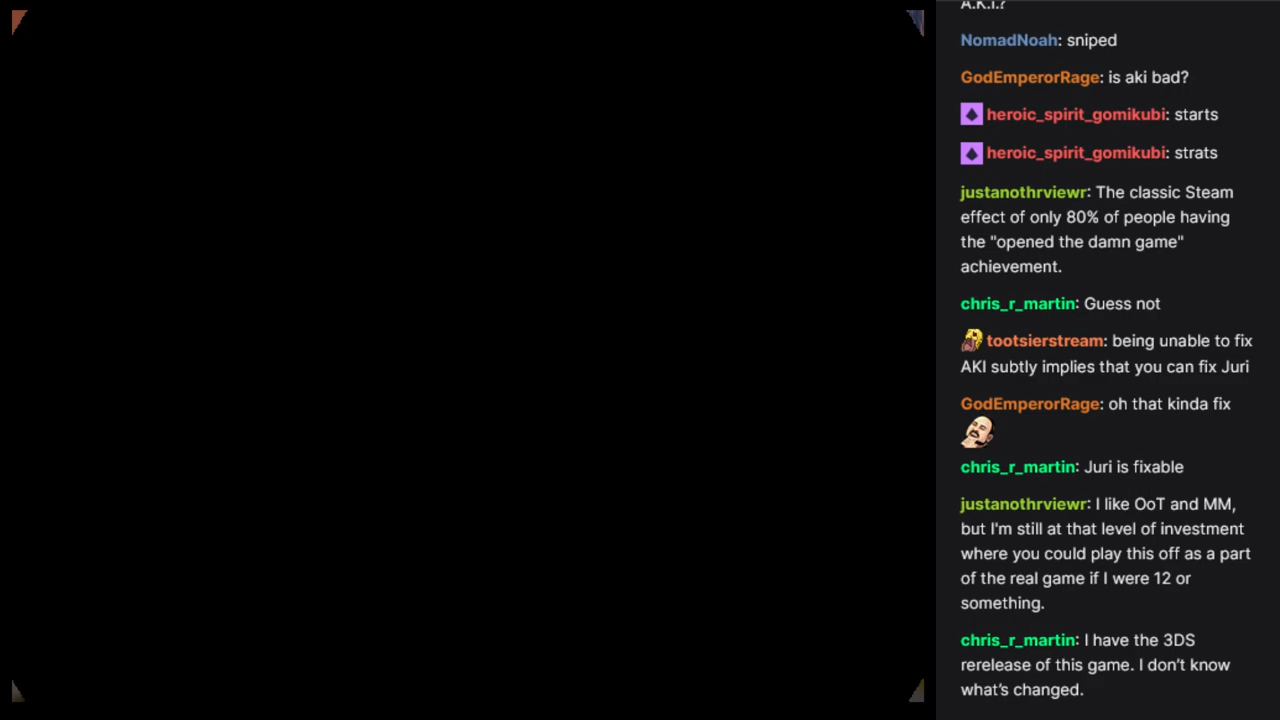 A.K.I.?
NomadNoah: sniped
GodEmperorRage: is aki bad?
heroic_spirit_gomikubi: starts
heroic_spirit_gomikubi: strats
justanothrviewr: The classic Steam
effect of only 80% of people having
the "opened the damn game"
achievement.
chris_r_martin: Guess not
tootsierstream: being unable to fix
AKI subtly implies that you can fix Juri
GodEmperorRage: oh that kinda fix
chris_r_martin: Juri is fixable
justanothrviewr: I like OoT and MM,
but I'm still at that level of investment
where you could play this off as a part
of the real game if I were 12 or
something.
chris_r_martin: I have the 3DS
rerelease of this game. I don't know
what's changed.